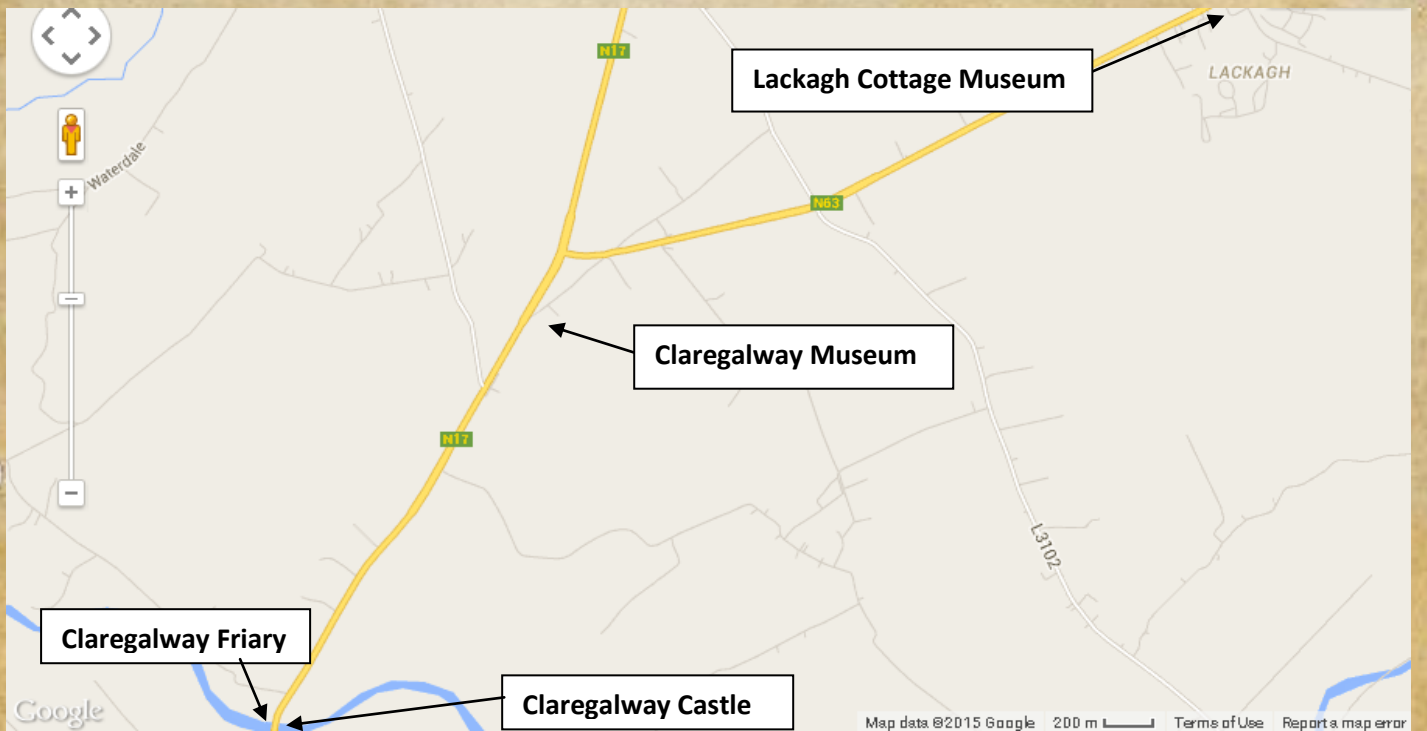 N17
Lackagh Cottage Museum
LACKAGH
Waterdale
N63
Claregalway Museum
N17
L3102
Claregalway Friary
Claregalway Castle
Google
Map data ©2015 Google 200 m Terms of Use Report a map error